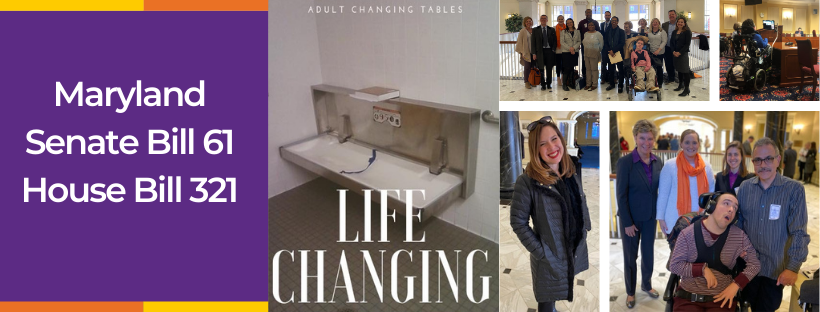 Maryland
Senate Bill 61
House Bill 321
ADULT CHANGING TABLES
LIFE
CHANGING